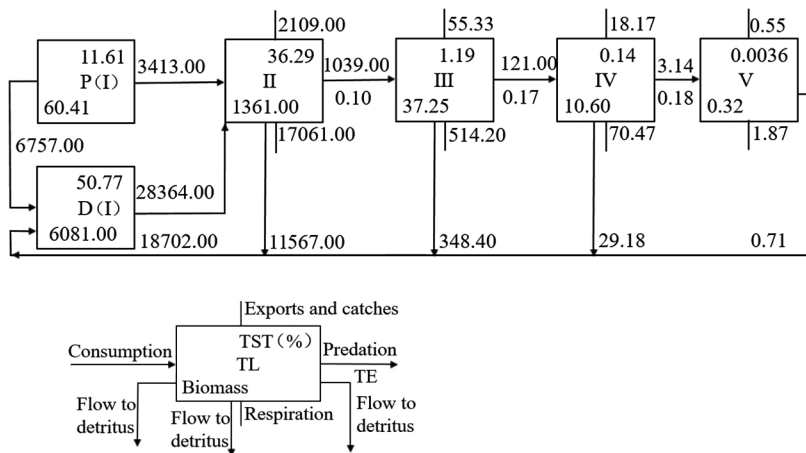 2109.00 55.33 18.17 0.55
11.61 36.29 1.19 0.14 0.0036
P(I) 3413.00 II 1039.00 III 121.00 IV 3.14 V
60.41 1361.00 0.10 37.25 0.17 10.60 0.18 0.32
17061.00 514.20 70.47 1.87
6757.00
50.77
D(I) 28364.00
6081.00
18702.00 11567.00 348.40 29.18 0.71
Exports and catches
TST(%)
Consumption TL Predation
Biomass TE
Flow to detritus
Flow to detritus
Respiration
Flow to detritus